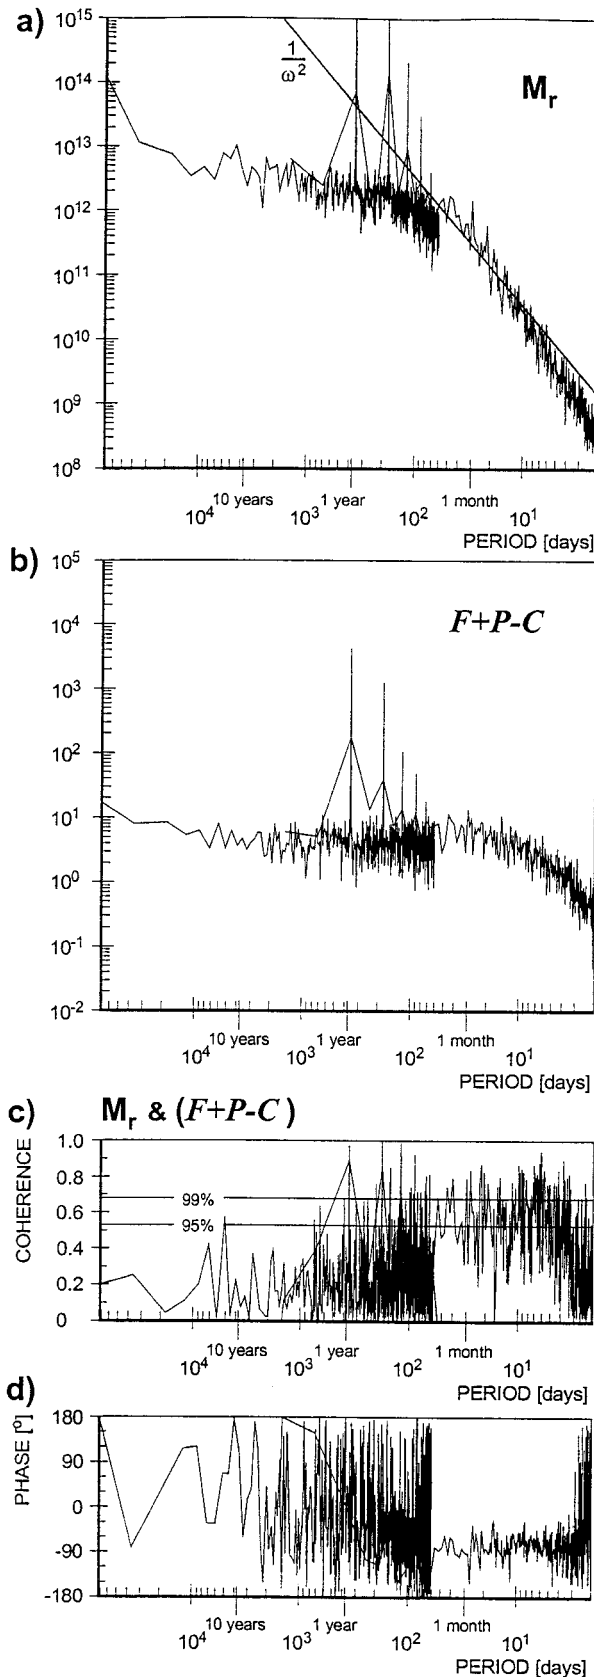 a)
10^15
1/ω^2
M_r
10^14
10^13
10^12
10^11
10^10
10^9
10^8
10 years 1 year 1 month
10^4 10^3 10^2 10^1
PERIOD [days]
b)
10^5
F+P-C
10^4
10^3
10^2
10^1
10^0
10^-1
10^-2
10 years 1 year 1 month
10^4 10^3 10^2 10^1
PERIOD [days]
c) M_r & (F+P-C)
COHERENCE
1.0
0.8
99%
0.6
95%
0.4
0.2
0
10 years 1 year 1 month
10^4 10^3 10^2 10^1
PERIOD [days]
d)
PHASE [º]
180
90
0
-90
-180
10 years 1 year 1 month
10^4 10^3 10^2 10^1
PERIOD [days]